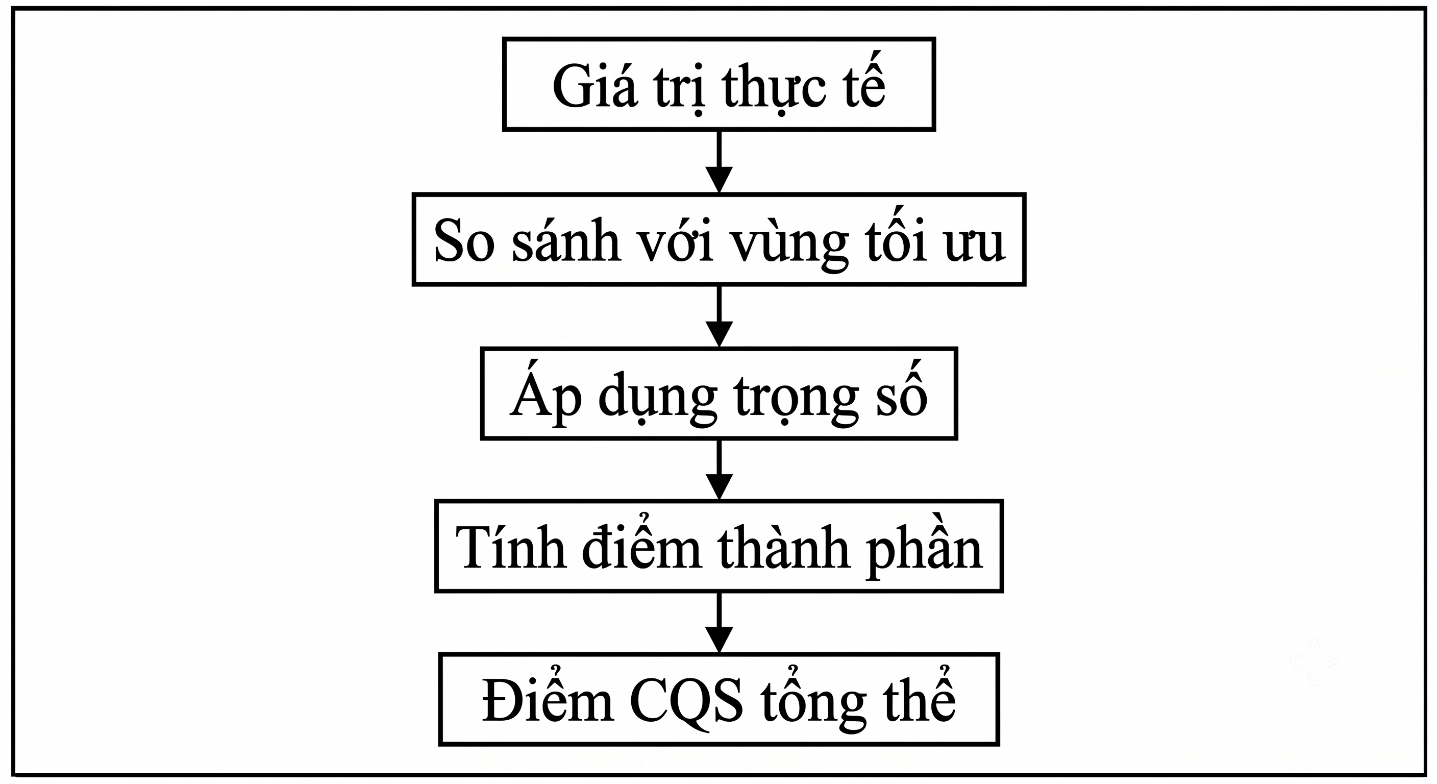 Giá trị thực tế
So sánh với vùng tối ưu
Áp dụng trọng số
Tính điểm thành phần
Điểm CQS tổng thể